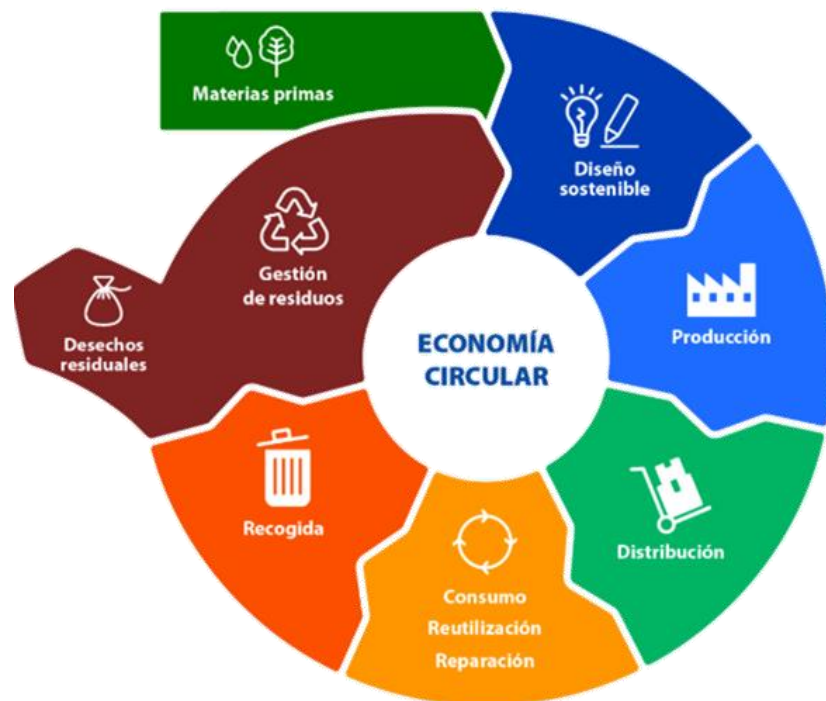 Materias primas
Diseño
sostenible
Producción
Distribución
Consumo
Reutilización
Reparación
Recogida
Gestión
de residuos
Desechos
residuales
ECONOMÍA
CIRCULAR